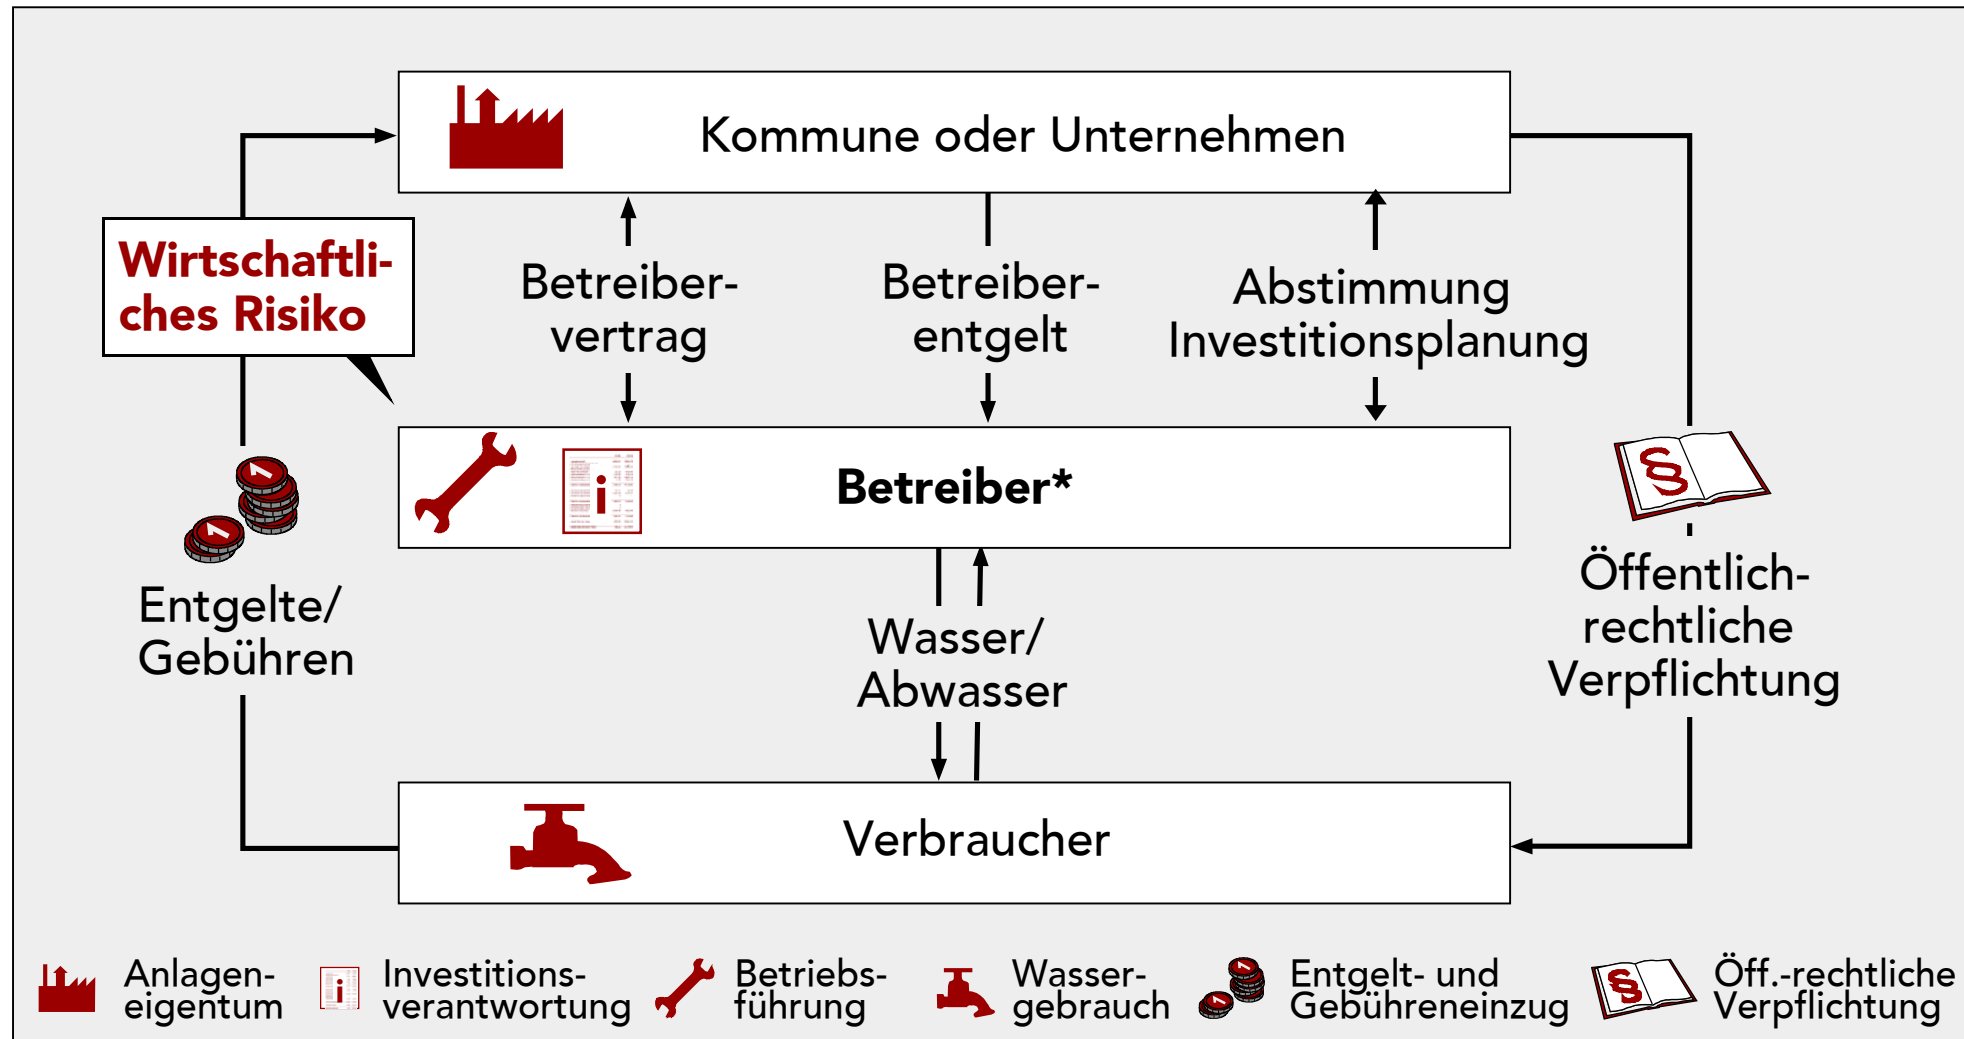 Kommune oder Unternehmen
Wirtschaftli-
ches Risiko
Betreiber-
vertrag
Betreiber-
entgelt
Abstimmung
Investitionsplanung
Betreiber*
Entgelte/
Gebühren
Wasser/
Abwasser
Öffentlich-
rechtliche
Verpflichtung
Verbraucher
Anlagen-
eigentum
Investitions-
verantwortung
Betriebs-
führung
Wasser-
gebrauch
Entgelt- und
Gebühreneinzug
Öff.-rechtliche
Verpflichtung